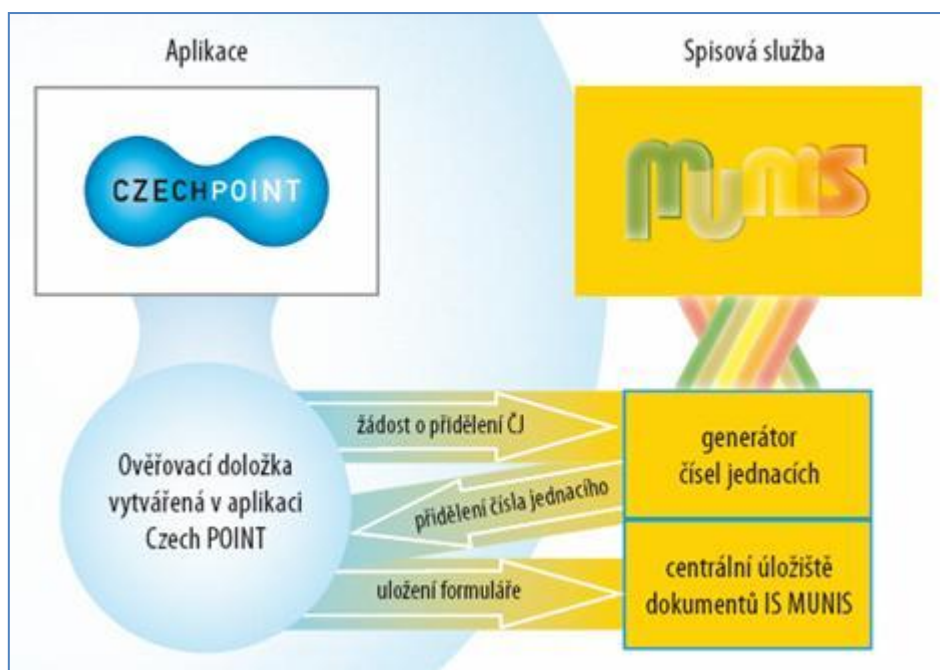 Aplikace
Spisová služba
CZECHPOINT
munis
žádost o přidělení ČJ
generátor
čísel jednacích
Ověřovací doložka
vytvářená v aplikaci
Czech POINT
přidělení čísla jednacího
uložení formuláře
centrální úložiště
dokumentů IS MUNIS